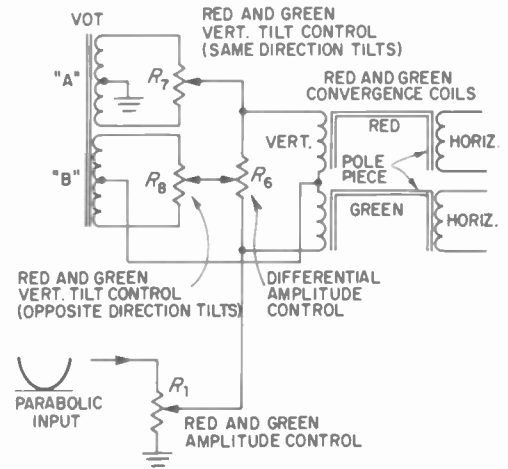 VOT
RED AND GREEN
VERT. TILT CONTROL
(SAME DIRECTION TILTS)
"A"
R7
RED AND GREEN
CONVERGENCE COILS
VERT.
RED
HORIZ.
"B"
R8
R6
POLE
PIECE
GREEN
HORIZ.
RED AND GREEN
VERT. TILT CONTROL
(OPPOSITE DIRECTION TILTS)
DIFFERENTIAL
AMPLITUDE
CONTROL
R1
PARABOLIC
INPUT
RED AND GREEN
AMPLITUDE CONTROL